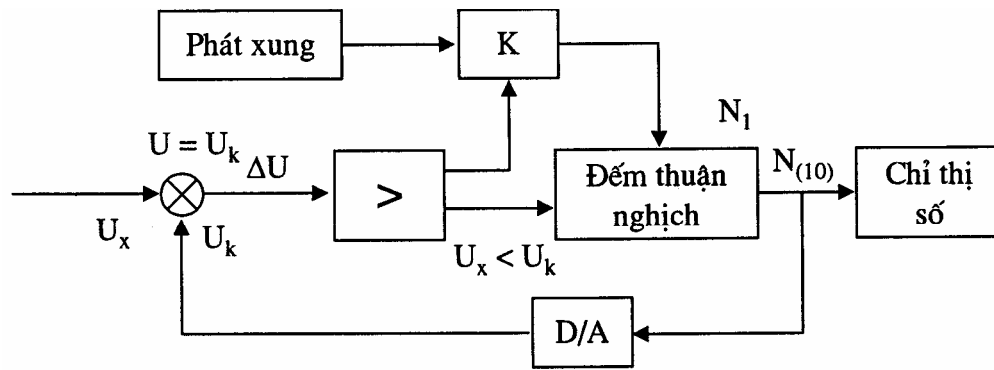 Phát xung
K
N₁
U = Uₖ
ΔU
>
Đếm thuận
nghịch
N₍₁₀₎
Chỉ thị
số
Uₓ
Uₖ
Uₓ < Uₖ
D/A